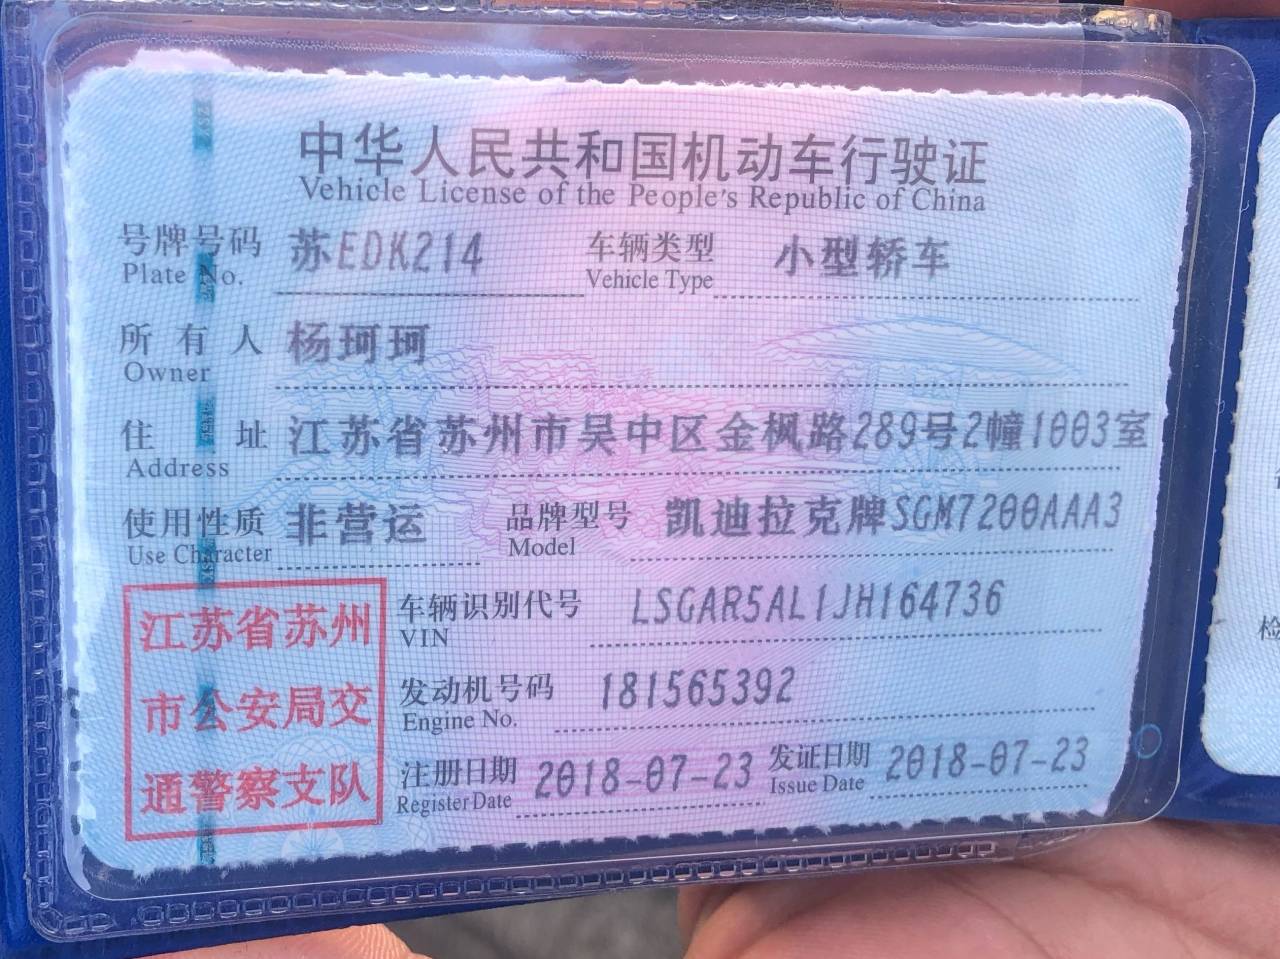 中华人民共和国机动车行驶证
Vehicle License of the People's Republic of China
号牌号码 苏EDK214 车辆类型 小型轿车
Plate No. Vehicle Type
所有人 杨珂珂
Owner
住址 江苏省苏州市吴中区金枫路289号2幢1003室
Address
使用性质 非营运 品牌型号 凯迪拉克牌SGM7200AAA3
Use Character Model
江苏省苏州
市公安局交
通警察支队
车辆识别代号 LSGAR5AL1JH164736
VIN
发动机号码 181565392
Engine No.
注册日期 2018-07-23 发证日期 2018-07-23
Register Date Issue Date
检